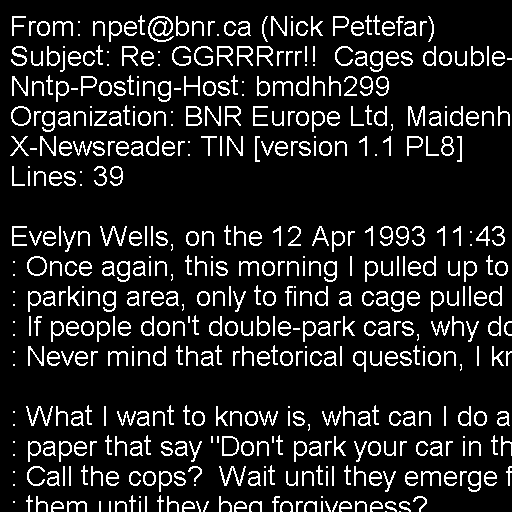 From: npet@bnr.ca (Nick Pettefar)
Subject: Re: GGRRRrrr!!  Cages double-
Nntp-Posting-Host: bmdhh299
Organization: BNR Europe Ltd, Maidenh
X-Newsreader: TIN [version 1.1 PL8]
Lines: 39

Evelyn Wells, on the 12 Apr 1993 11:43
: Once again, this morning I pulled up to
: parking area, only to find a cage pulled
: If people don't double-park cars, why do
: Never mind that rhetorical question, I kn

: What I want to know is, what can I do a
: paper that say "Don't park your car in th
: Call the cops?  Wait until they emerge f
: them until they beg forgiveness?